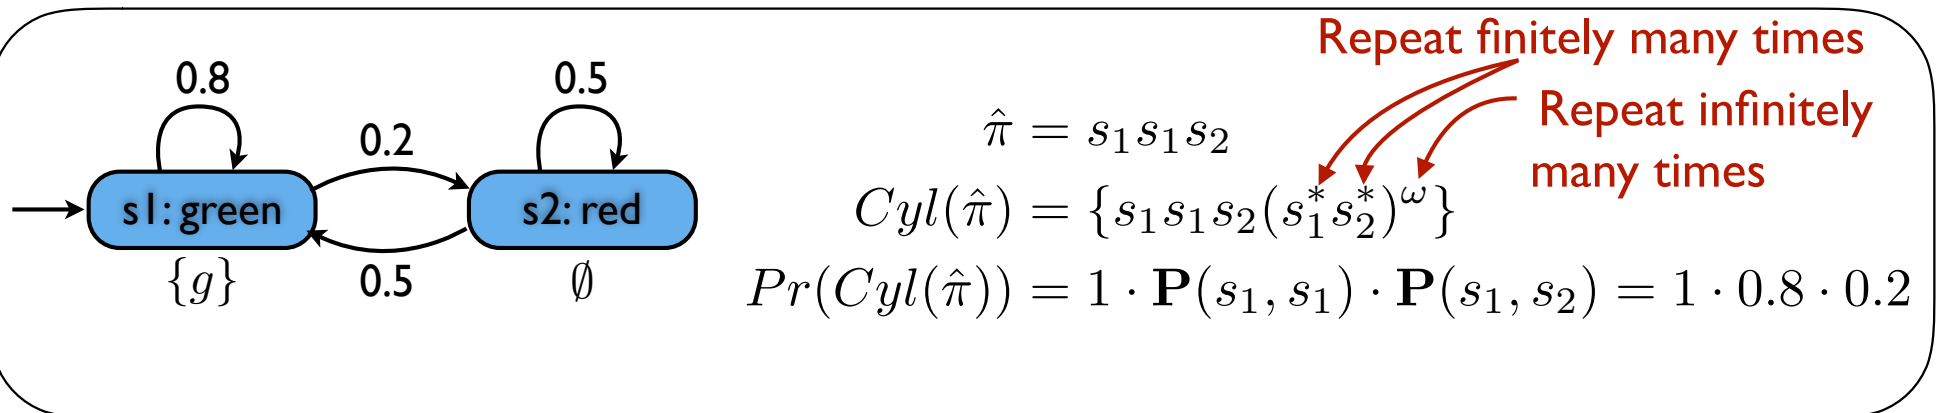 Repeat finitely many times
0.8
0.5
Repeat infinitely
many times
0.2
π̂ = s₁s₁s₂
s1: green
s2: red
Cyl(π̂) = {s₁s₁s₂(s₁*s₂*)^ω}
{g}
0.5
∅
Pr(Cyl(π̂)) = 1 · P(s₁, s₁) · P(s₁, s₂) = 1 · 0.8 · 0.2